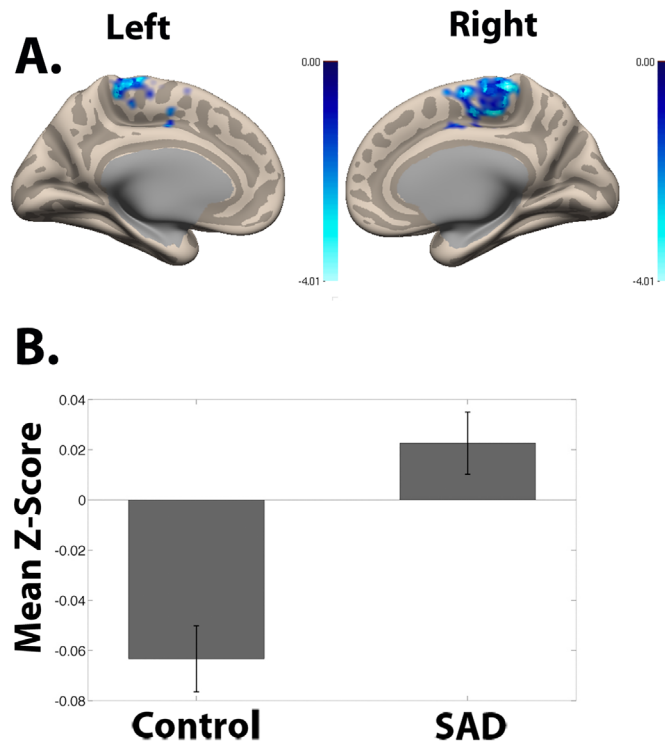 Left
Right
A.
0.00
0.00
-4.01
-4.01
B.
0.04
0.02
0
-0.02
-0.04
-0.06
-0.08
Mean Z-Score
Control
SAD